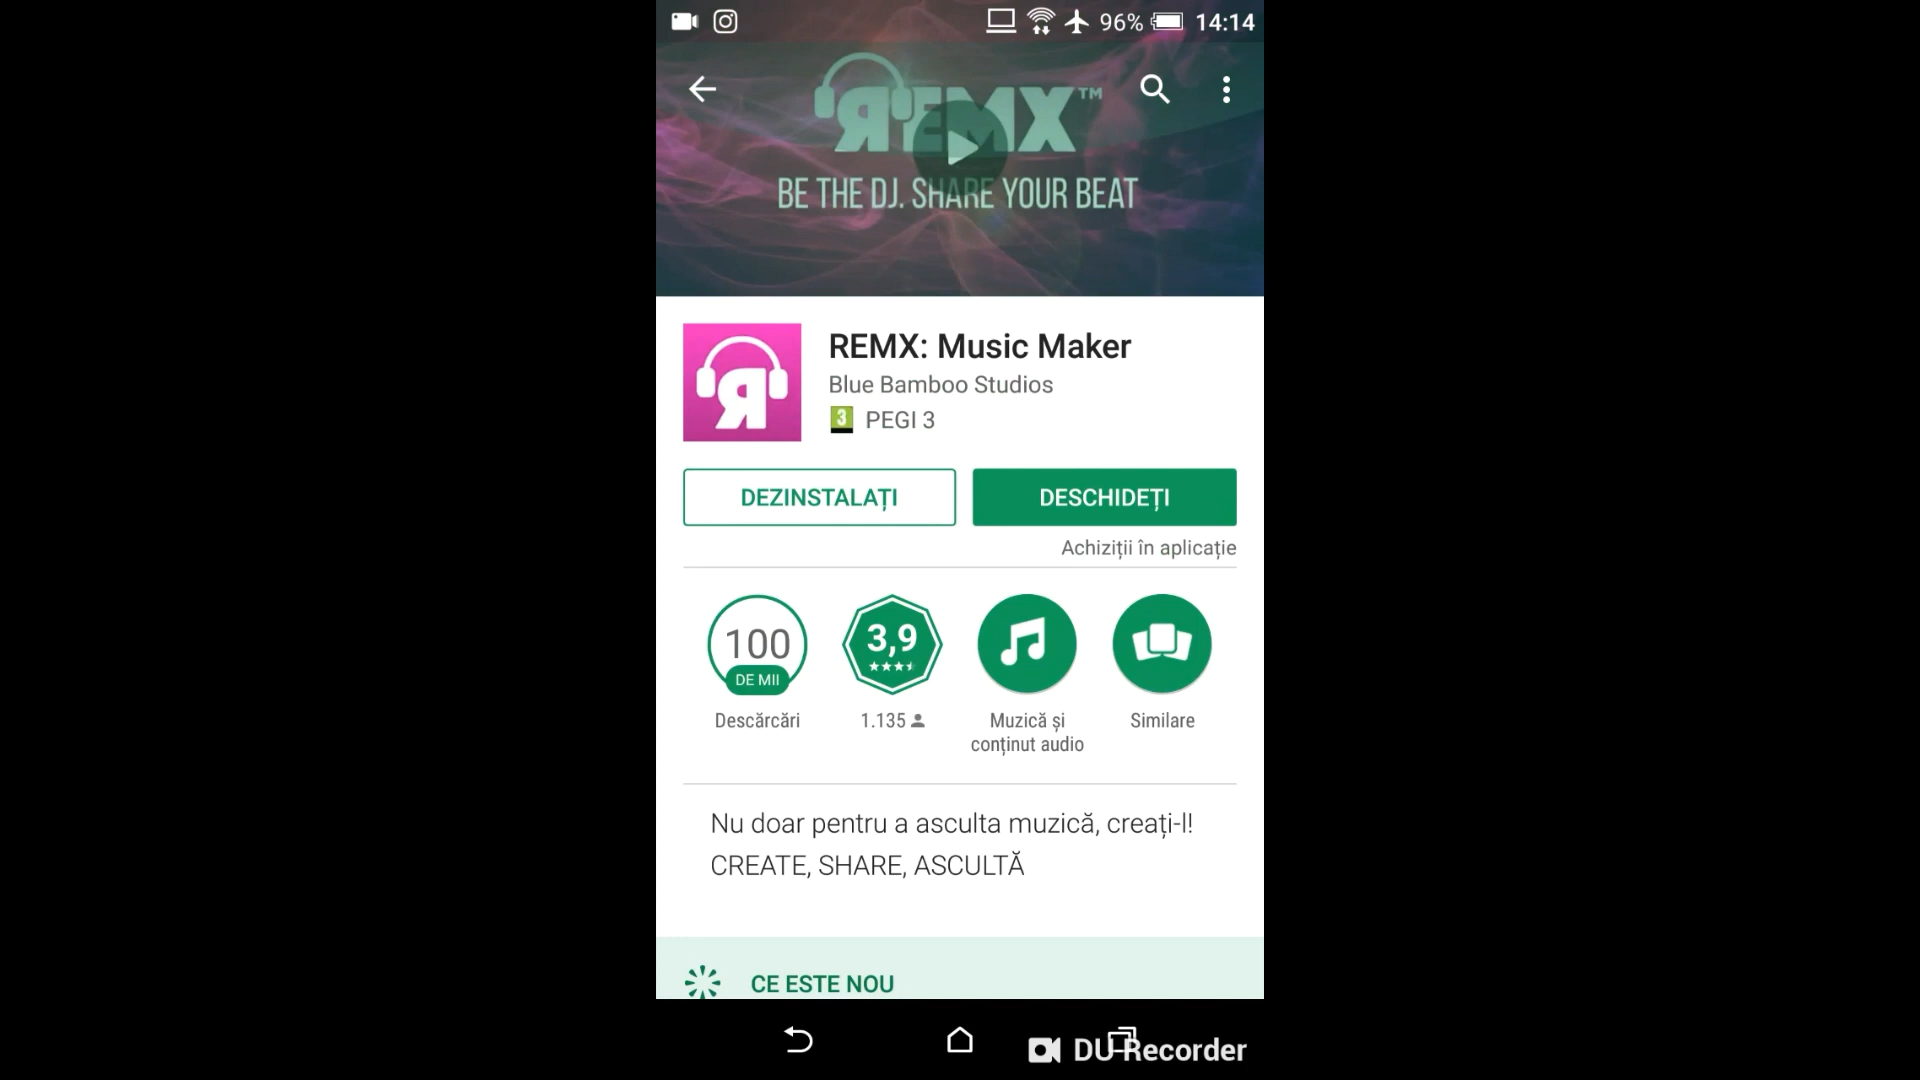 96% 14:14
ЯEMX™
BE THE DJ. SHARE YOUR BEAT
Я
REMX: Music Maker
Blue Bamboo Studios
3 PEGI 3
DEZINSTALAȚI DESCHIDEȚI
Achiziții în aplicație
100 3,9
DE MII
Descărcări 1.135 Muzică și Similare
conținut audio
Nu doar pentru a asculta muzică, creați-l!
CREATE, SHARE, ASCULTĂ
CE ESTE NOU
DU Recorder